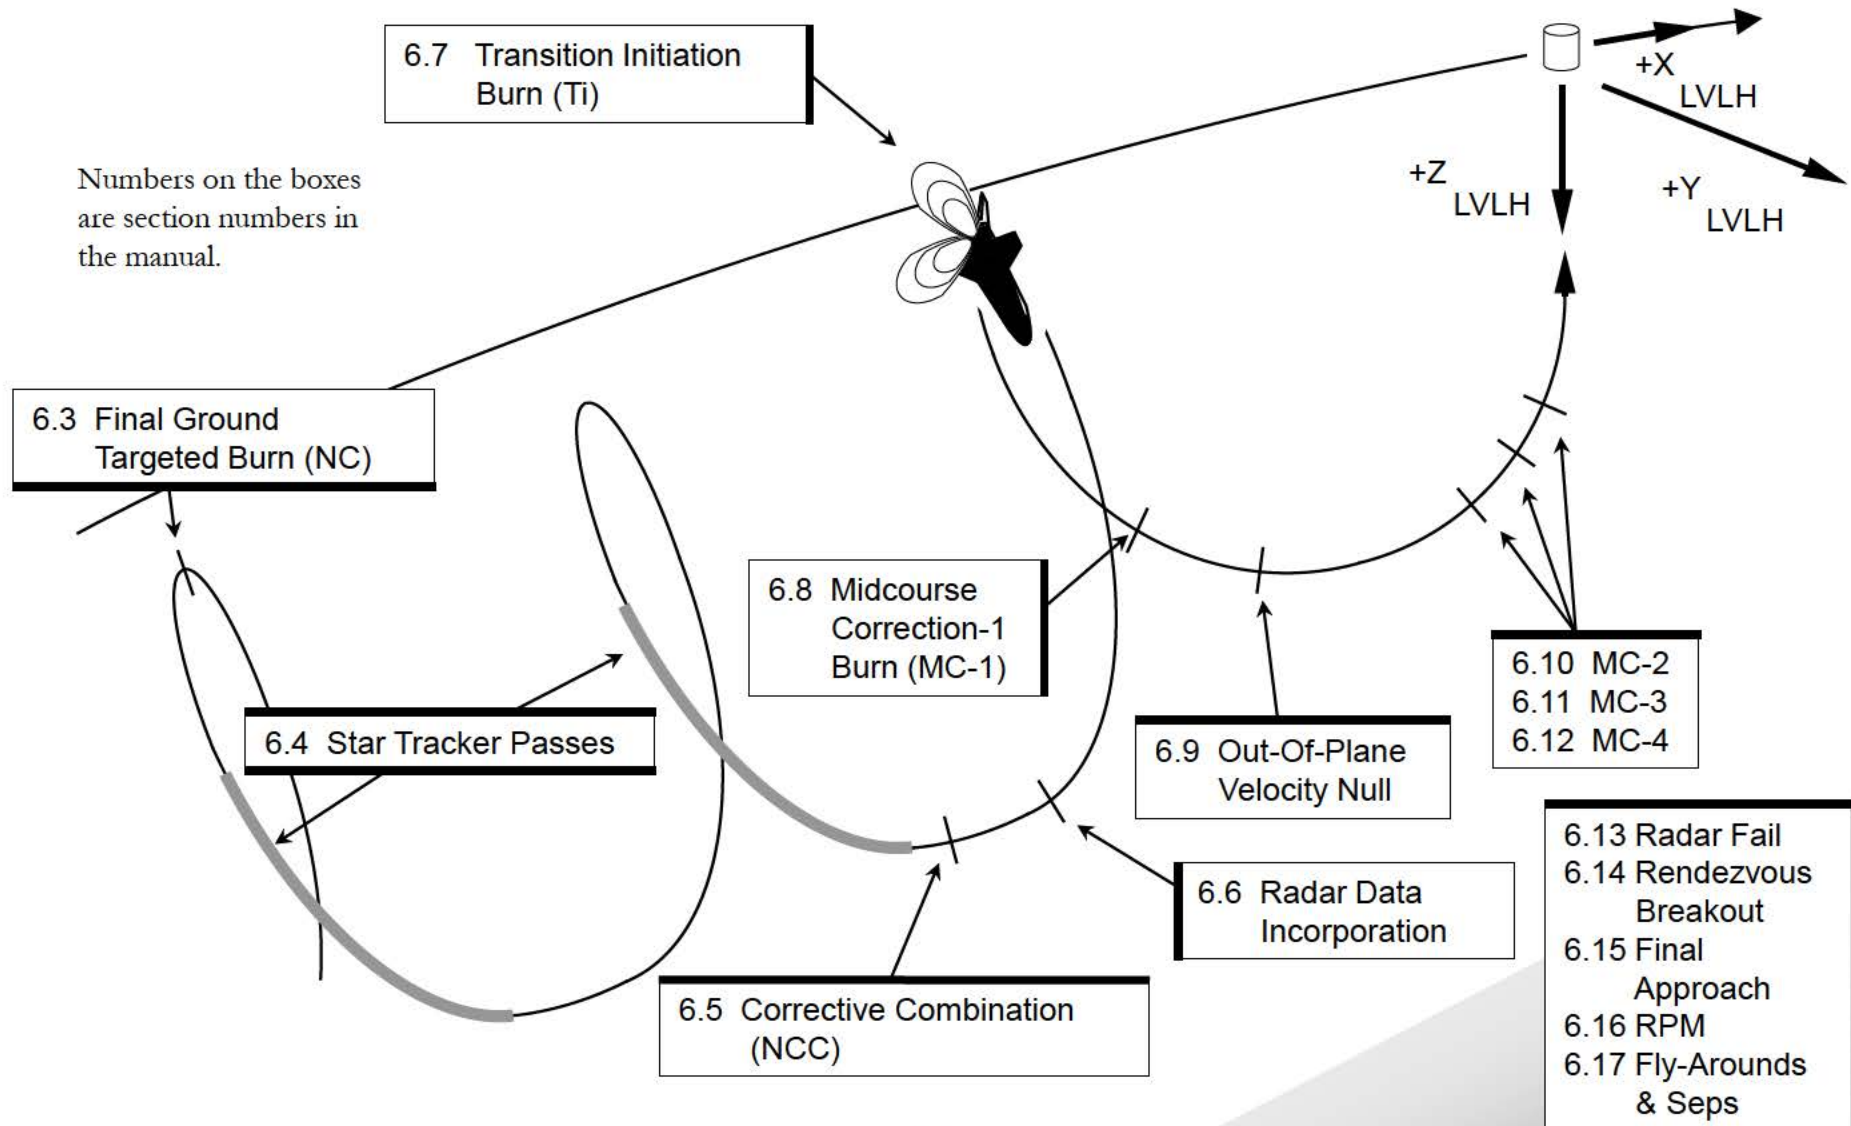 6.7 Transition Initiation
Burn (Ti)
+X
LVLH
+Z
LVLH
+Y
LVLH
Numbers on the boxes
are section numbers in
the manual.
6.3 Final Ground
Targeted Burn (NC)
6.8 Midcourse
Correction-1
Burn (MC-1)
6.4 Star Tracker Passes
6.9 Out-Of-Plane
Velocity Null
6.10 MC-2
6.11 MC-3
6.12 MC-4
6.6 Radar Data
Incorporation
6.5 Corrective Combination
(NCC)
6.13 Radar Fail
6.14 Rendezvous
Breakout
6.15 Final
Approach
6.16 RPM
6.17 Fly-Arounds
& Seps